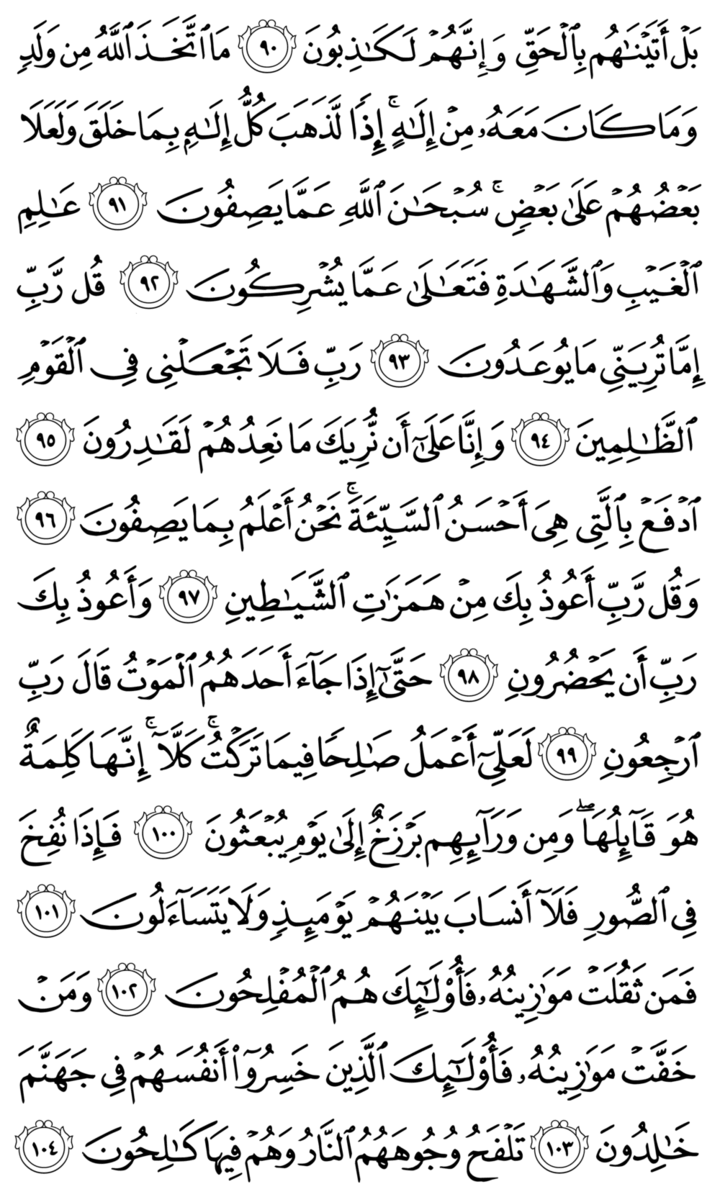 بَلْ أَتَيْنَٰهُم بِٱلْحَقِّ وَإِنَّهُمْ لَكَٰذِبُونَ ٩٠ مَا ٱتَّخَذَ ٱللَّهُ مِن وَلَدٍ
وَمَا كَانَ مَعَهُۥ مِنْ إِلَٰهٍ ۚ إِذًا لَّذَهَبَ كُلُّ إِلَٰهٍۭ بِمَا خَلَقَ وَلَعَلَا
بَعْضُهُمْ عَلَىٰ بَعْضٍ ۚ سُبْحَٰنَ ٱللَّهِ عَمَّا يَصِفُونَ ٩١ عَٰلِمِ
ٱلْغَيْبِ وَٱلشَّهَٰدَةِ فَتَعَٰلَىٰ عَمَّا يُشْرِكُونَ ٩٢ قُل رَّبِّ
إِمَّا تُرِيَنِّي مَا يُوعَدُونَ ٩٣ رَبِّ فَلَا تَجْعَلْنِي فِي ٱلْقَوْمِ
ٱلظَّٰلِمِينَ ٩٤ وَإِنَّا عَلَىٰٓ أَن نُّرِيَكَ مَا نَعِدُهُمْ لَقَٰدِرُونَ ٩٥
ٱدْفَعْ بِٱلَّتِي هِيَ أَحْسَنُ ٱلسَّيِّئَةَ ۚ نَحْنُ أَعْلَمُ بِمَا يَصِفُونَ ٩٦
وَقُل رَّبِّ أَعُوذُ بِكَ مِنْ هَمَزَٰتِ ٱلشَّيَٰطِينِ ٩٧ وَأَعُوذُ بِكَ
رَبِّ أَن يَحْضُرُونِ ٩٨ حَتَّىٰٓ إِذَا جَآءَ أَحَدَهُمُ ٱلْمَوْتُ قَالَ رَبِّ
ٱرْجِعُونِ ٩٩ لَعَلِّيٓ أَعْمَلُ صَٰلِحًا فِيمَا تَرَكْتُ ۚ كَلَّآ ۚ إِنَّهَا كَلِمَةٌ
هُوَ قَآئِلُهَا ۖ وَمِن وَرَآئِهِم بَرْزَخٌ إِلَىٰ يَوْمِ يُبْعَثُونَ ١٠٠ فَإِذَا نُفِخَ
فِي ٱلصُّورِ فَلَآ أَنسَابَ بَيْنَهُمْ يَوْمَئِذٍ وَلَا يَتَسَآءَلُونَ ١٠١
فَمَن ثَقُلَتْ مَوَٰزِينُهُۥ فَأُو۟لَٰٓئِكَ هُمُ ٱلْمُفْلِحُونَ ١٠٢ وَمَنْ
خَفَّتْ مَوَٰزِينُهُۥ فَأُو۟لَٰٓئِكَ ٱلَّذِينَ خَسِرُوٓا۟ أَنفُسَهُمْ فِي جَهَنَّمَ
خَٰلِدُونَ ١٠٣ تَلْفَحُ وُجُوهَهُمُ ٱلنَّارُ وَهُمْ فِيهَا كَٰلِحُونَ ١٠٤